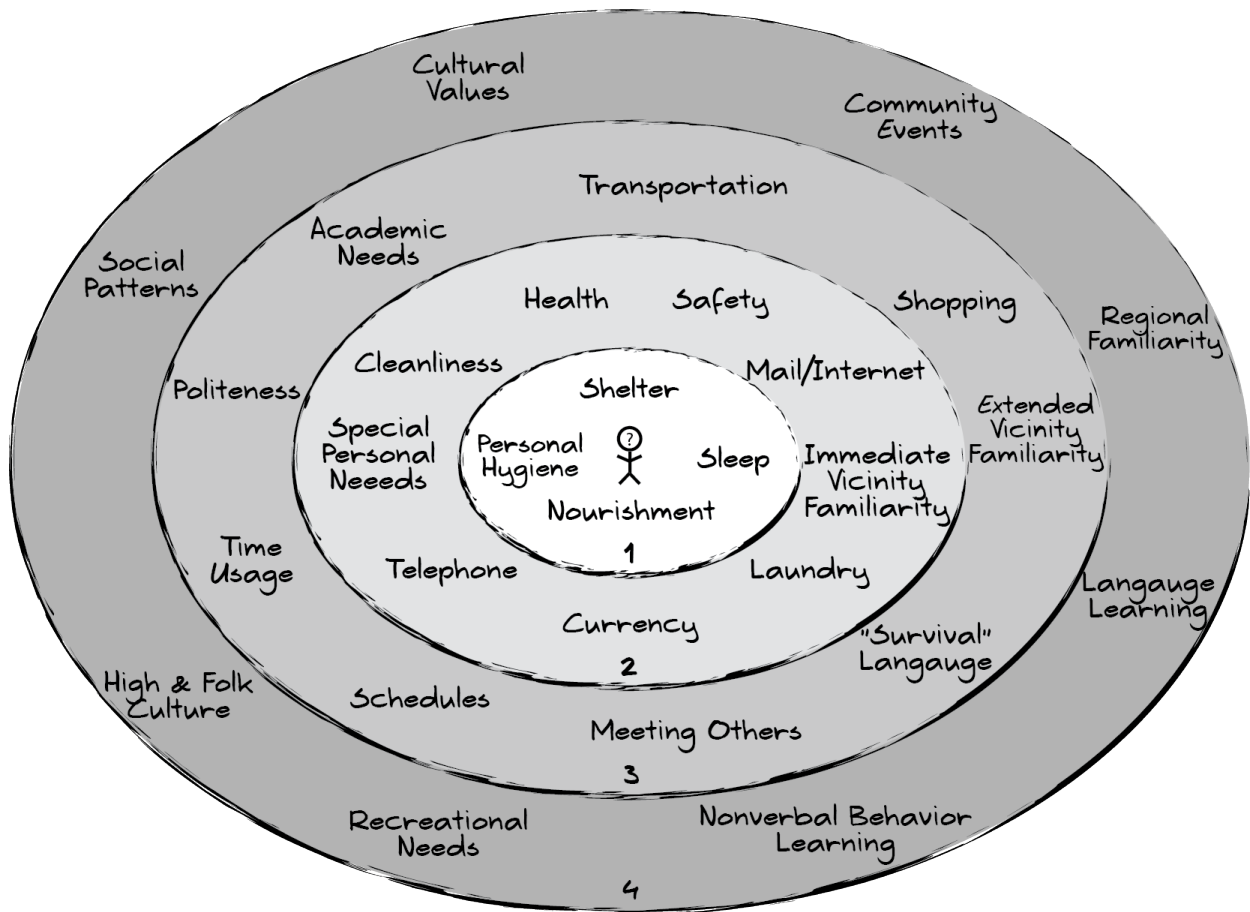 Cultural
Values
Community
Events
Transportation
Academic
Needs
Social
Patterns
Health
Safety
Shopping
Regional
Familiarity
Cleanliness
Mail/Internet
Shelter
Politeness
Extended
Vicinity
Familiarity
Special
Personal
Neeeds
Personal
Hygiene
?
Sleep
Immediate
Vicinity
Familiarity
Nourishment
1
Time
Usage
Telephone
Laundry
Langauge
Learning
Currency
"Survival"
Langauge
2
High & Folk
Culture
Schedules
Meeting Others
3
Recreational
Needs
Nonverbal Behavior
Learning
4